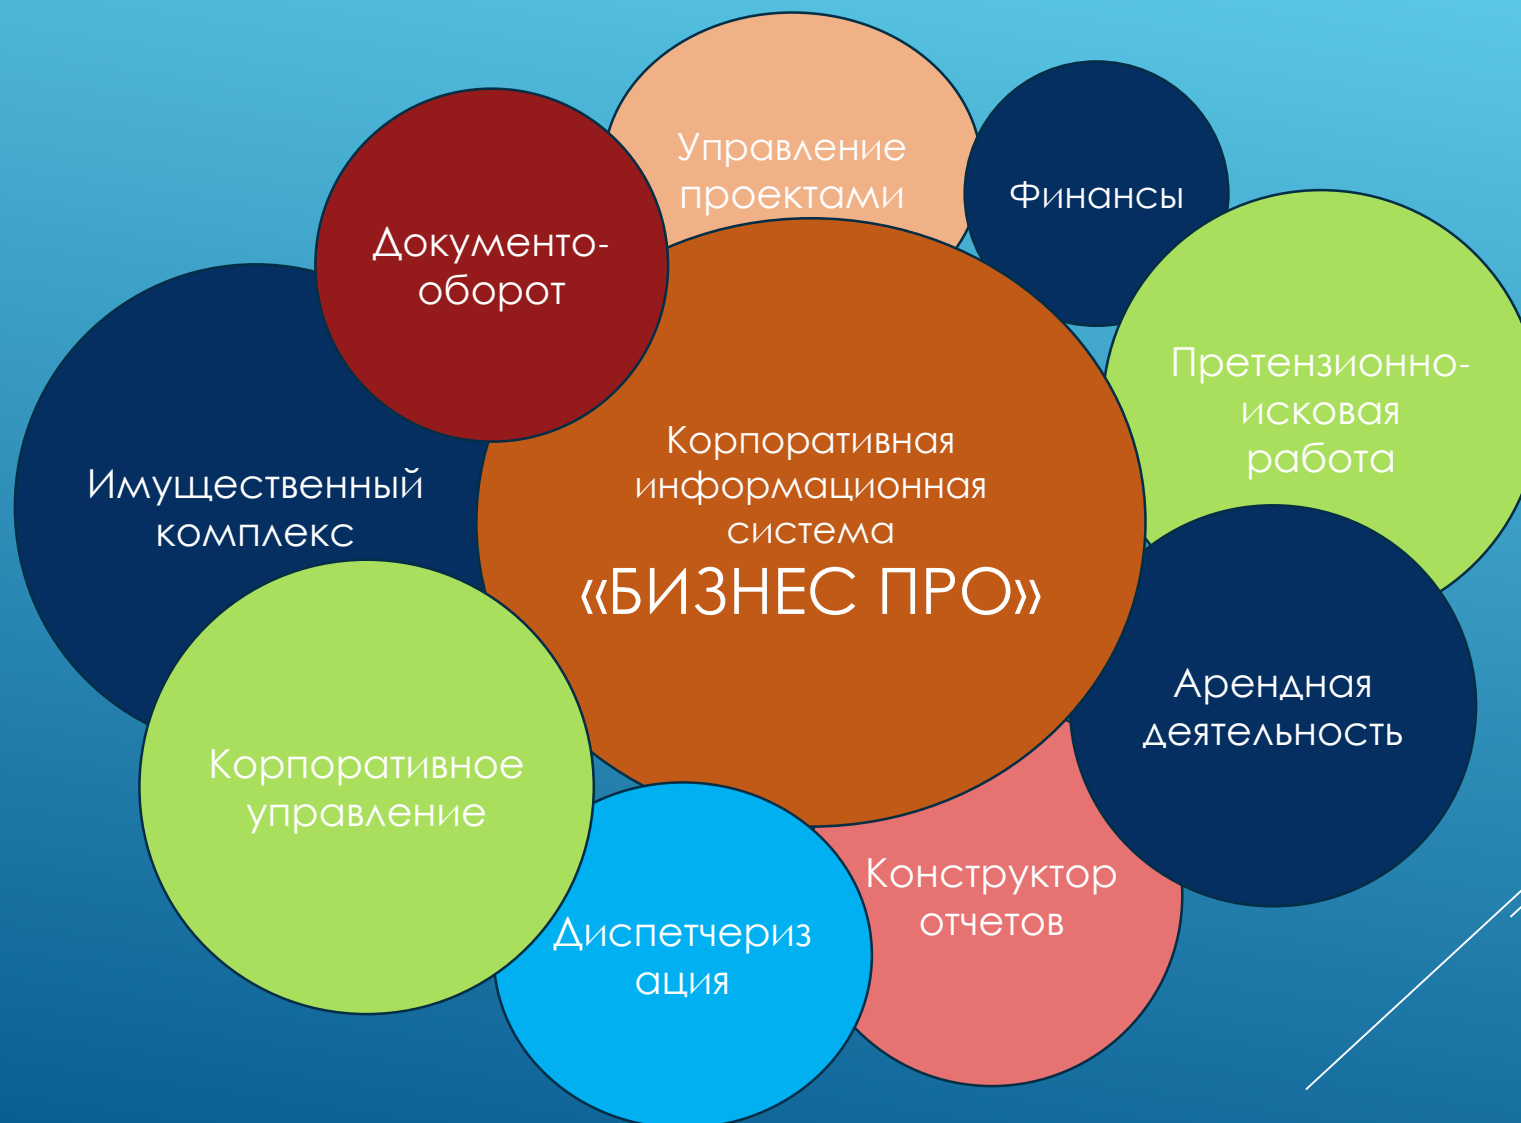 Управление
проектами
Финансы
Документо-
оборот
Претензионно-
исковая
работа
Корпоративная
информационная
система
«БИЗНЕС ПРО»
Имущественный
комплекс
Арендная
деятельность
Корпоративное
управление
Конструктор
отчетов
Диспетчериз
ация